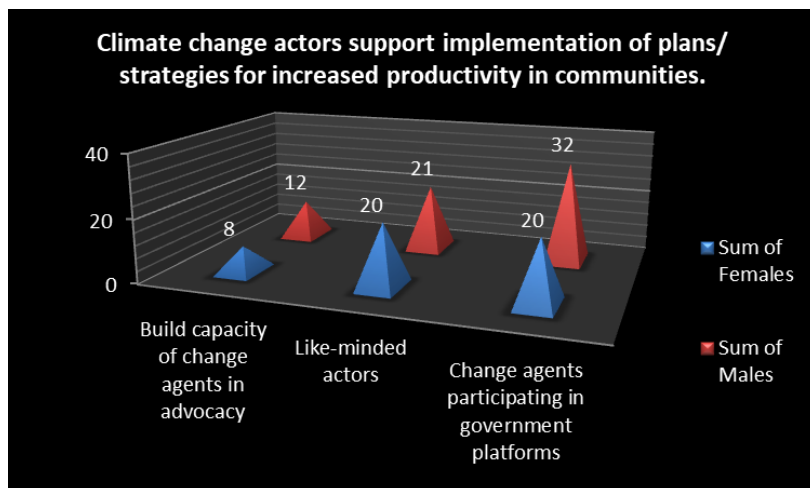 Climate change actors support implementation of plans/
strategies for increased productivity in communities.
40
20
0
8
12
20
21
20
32
Build capacity
of change
agents in
advocacy
Like-minded
actors
Change agents
participating in
government
platforms
Sum of
Females
Sum of
Males